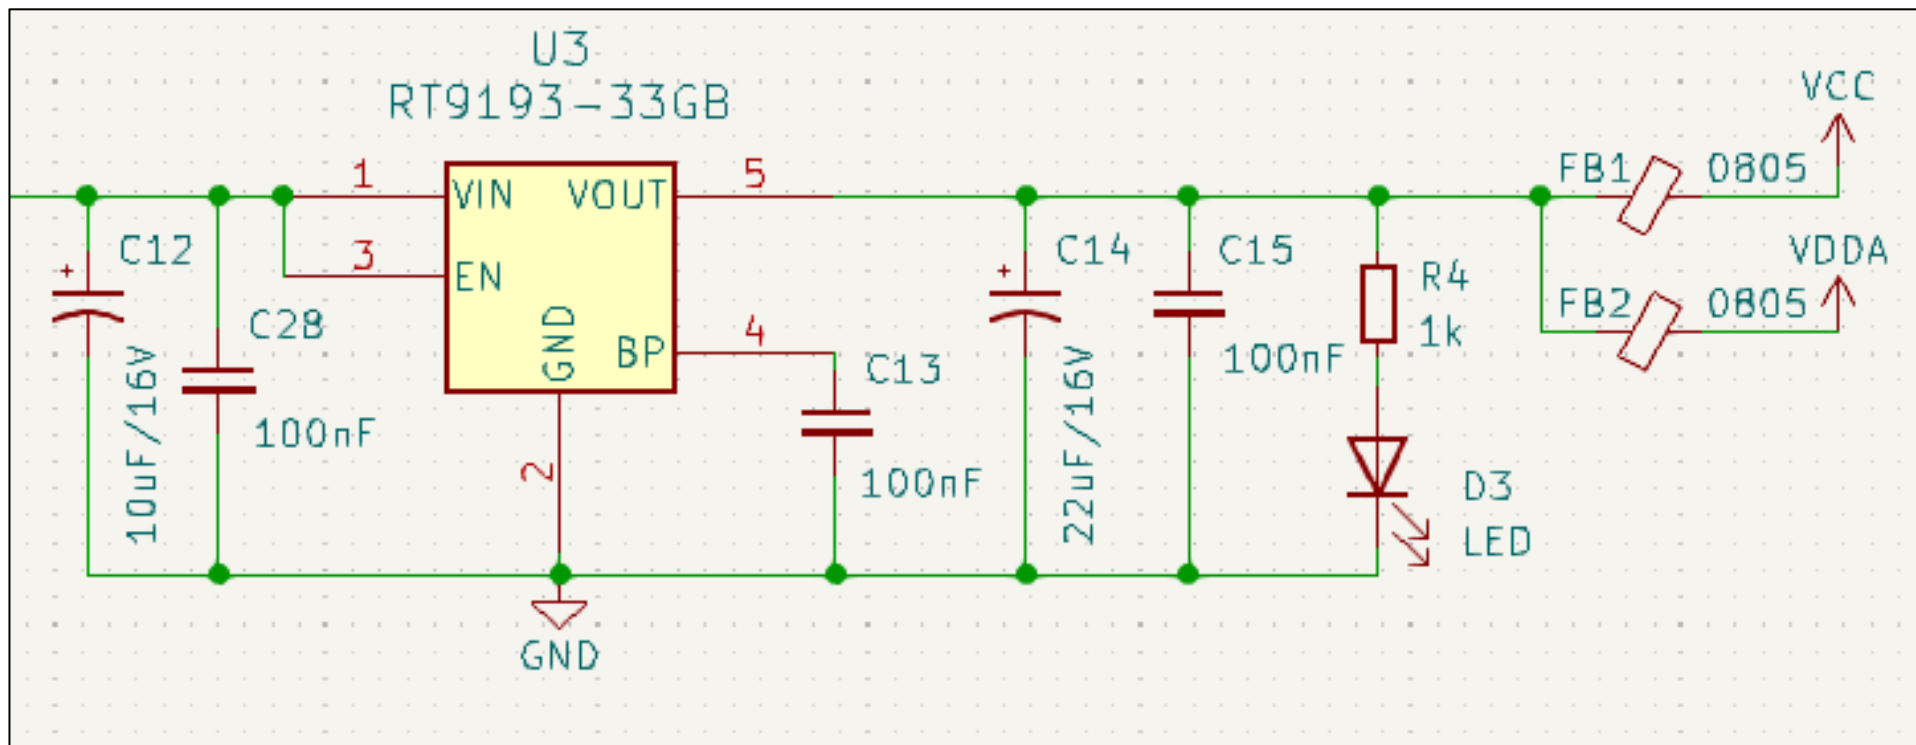 U3
RT9193-33GB
VCC
1
VIN
VOUT
5
FB1
0805
C12
+
3
EN
C14
+
C15
VDDA
R4
1k
FB2
0805
C28
GND
BP
4
C13
100nF
10uF/16V
100nF
2
100nF
22uF/16V
D3
LED
GND